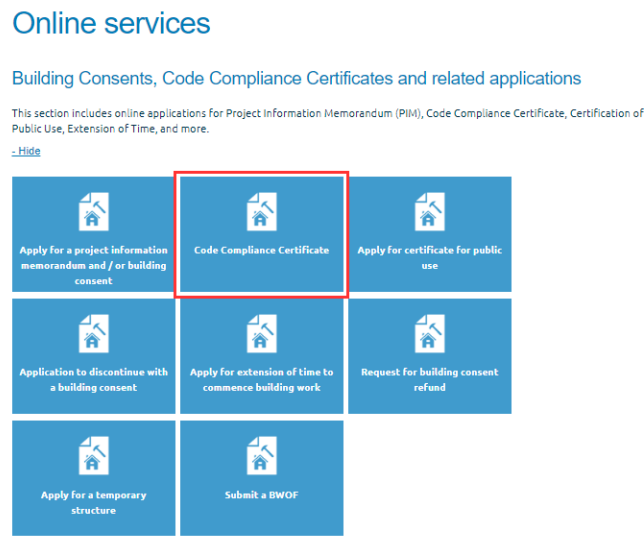 Online services
Building Consents, Code Compliance Certificates and related applications
This section includes online applications for Project Information Memorandum (PIM), Code Compliance Certificate, Certification of
Public Use, Extension of Time, and more.
- Hide
Apply for a project information
memorandum and / or building
consent
Code Compliance Certificate
Apply for certificate for public
use
Application to discontinue with
a building consent
Apply for extension of time to
commence building work
Request for building consent
refund
Apply for a temporary
structure
Submit a BWOF